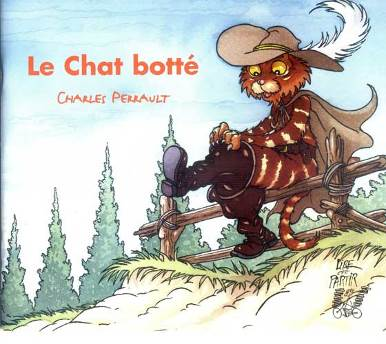 Le Chat botté
CHARLES PERRAULT
LIRE
PARTIR